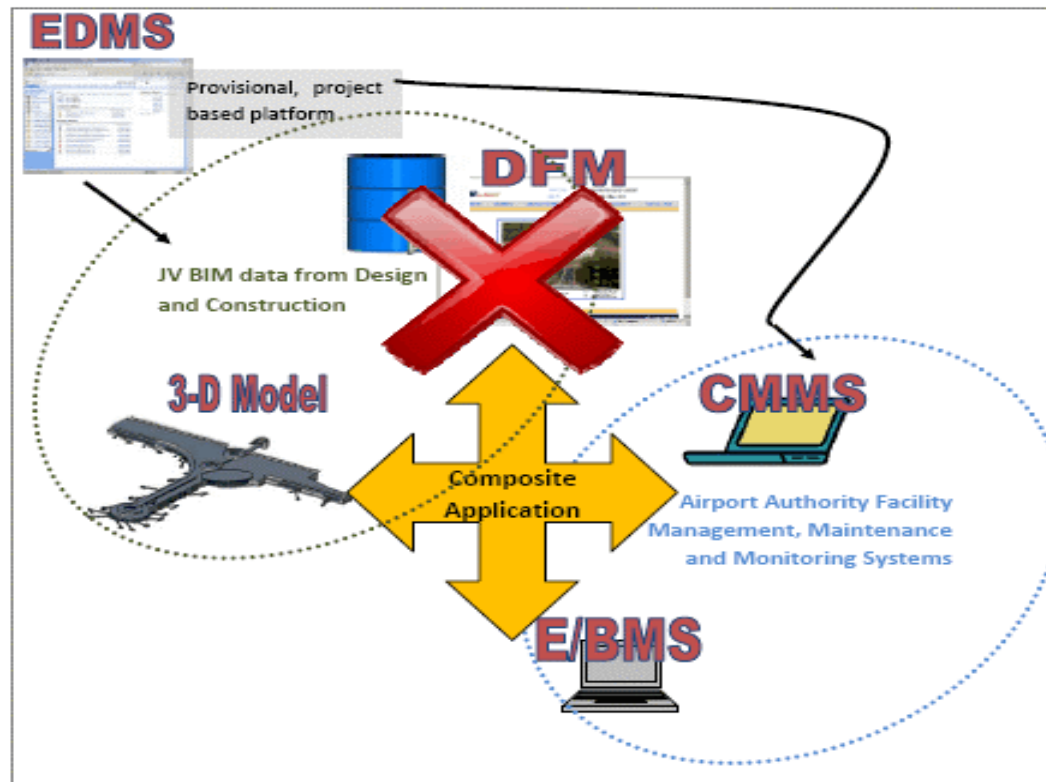 EDMS
Provisional, project
based platform
DFM
JV BIM data from Design
and Construction
3-D Model
CMMS
Composite
Application
Airport Authority Facility
Management, Maintenance
and Monitoring Systems
E/BMS